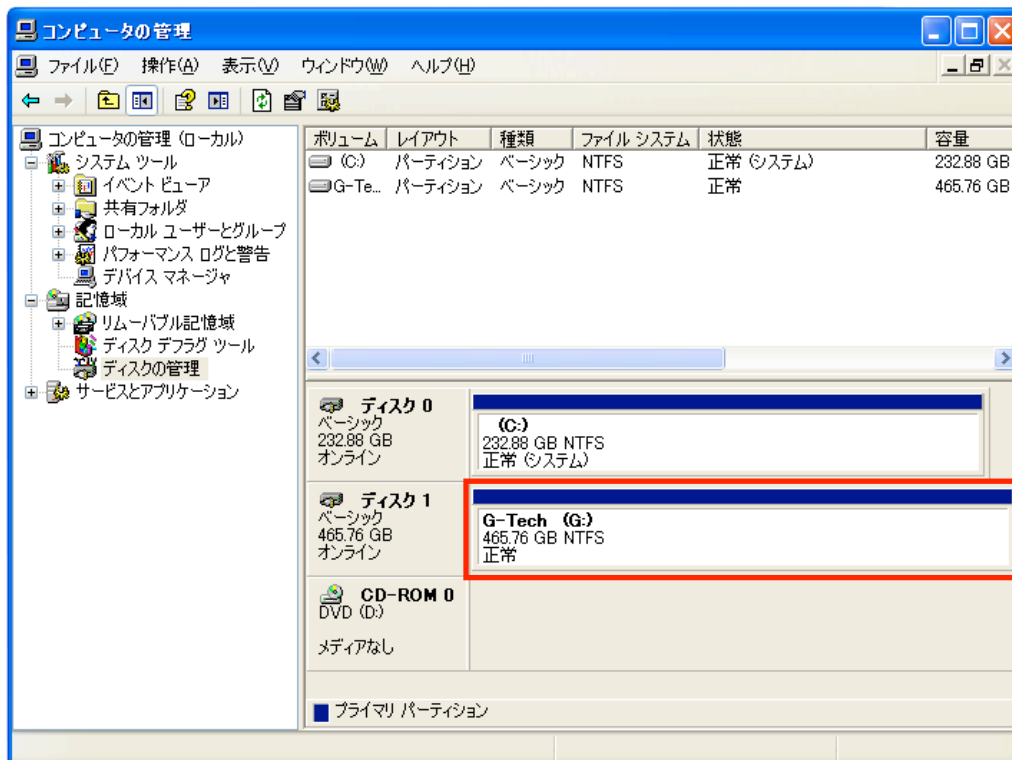 コンピュータの管理
ファイル(F) 操作(A) 表示(V) ウィンドウ(W) ヘルプ(H)
コンピュータの管理 (ローカル)
システム ツール
イベント ビューア
共有フォルダ
ローカル ユーザーとグループ
パフォーマンス ログと警告
デバイス マネージャ
記憶域
リムーバブル記憶域
ディスク デフラグ ツール
ディスクの管理
サービスとアプリケーション
ボリューム レイアウト 種類 ファイル システム 状態 容量
(C:) パーティション ベーシック NTFS 正常 (システム) 232.88 GB
G-Te... パーティション ベーシック NTFS 正常 465.76 GB
ディスク 0
ベーシック
232.88 GB
オンライン
(C:)
232.88 GB NTFS
正常 (システム)
ディスク 1
ベーシック
465.76 GB
オンライン
G-Tech (G:)
465.76 GB NTFS
正常
CD-ROM 0
DVD (D:)
メディアなし
プライマリ パーティション